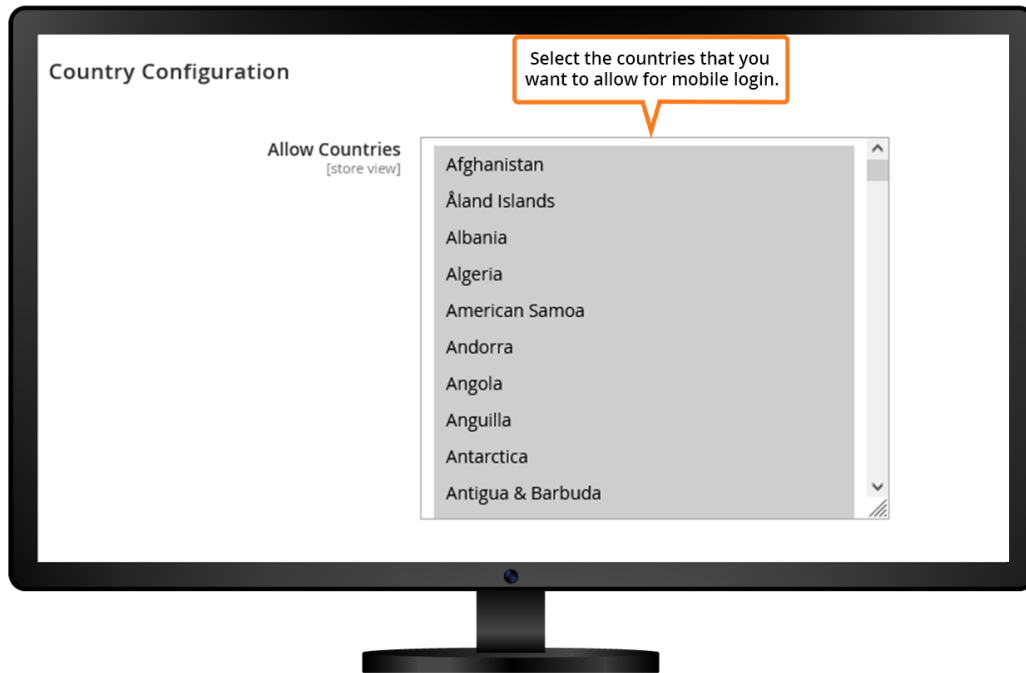 Select the countries that you
want to allow for mobile login.
Country Configuration
Allow Countries
[store view]
Afghanistan
Åland Islands
Albania
Algeria
American Samoa
Andorra
Angola
Anguilla
Antarctica
Antigua & Barbuda